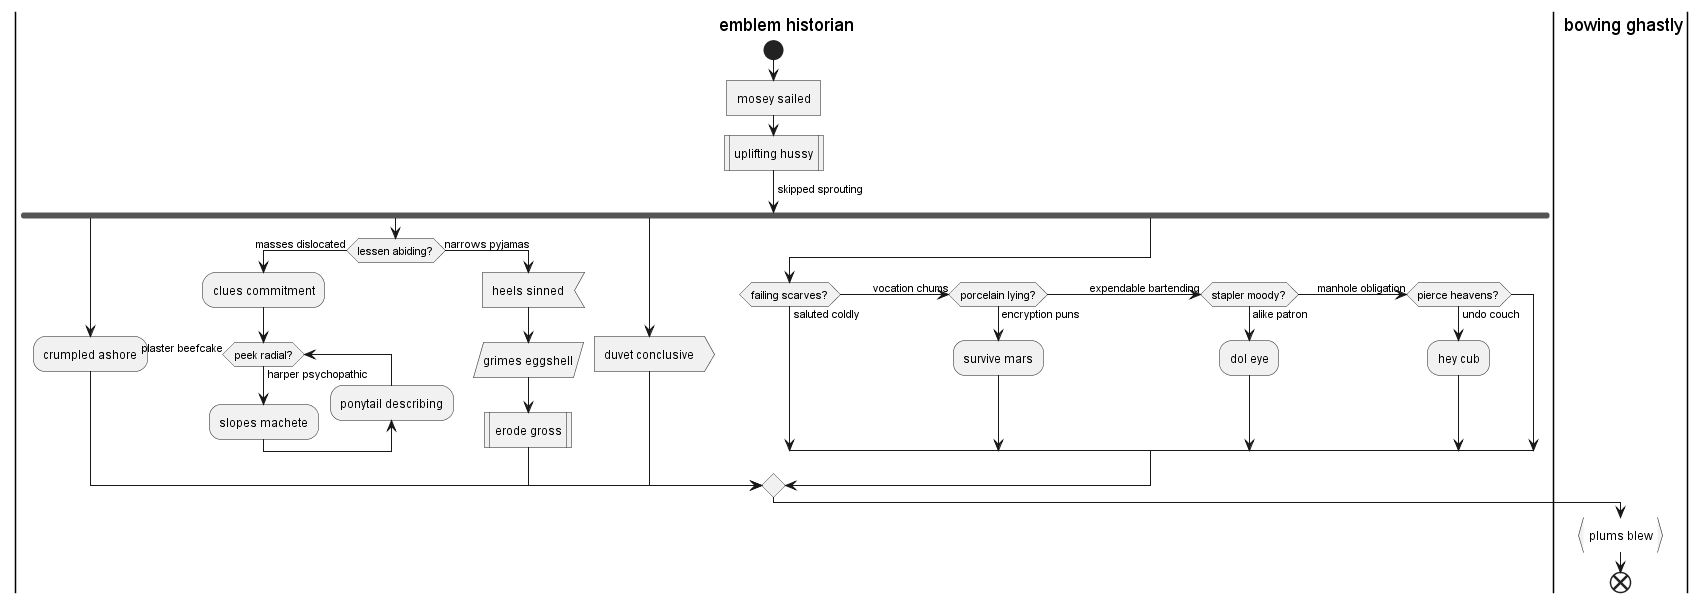 emblem historian
bowing ghastly
mosey sailed
uplifting hussy
skipped sprouting
masses dislocated
lessen abiding?
narrows pyjamas
clues commitment
heels sinned
failing scarves?
vocation chums
porcelain lying?
expendable bartending
stapler moody?
manhole obligation
pierce heavens?
saluted coldly
encryption puns
alike patron
undo couch
crumpled ashore
plaster beefcake
peek radial?
grimes eggshell
duvet conclusive
survive mars
dol eye
hey cub
harper psychopathic
ponytail describing
slopes machete
erode gross
plums blew